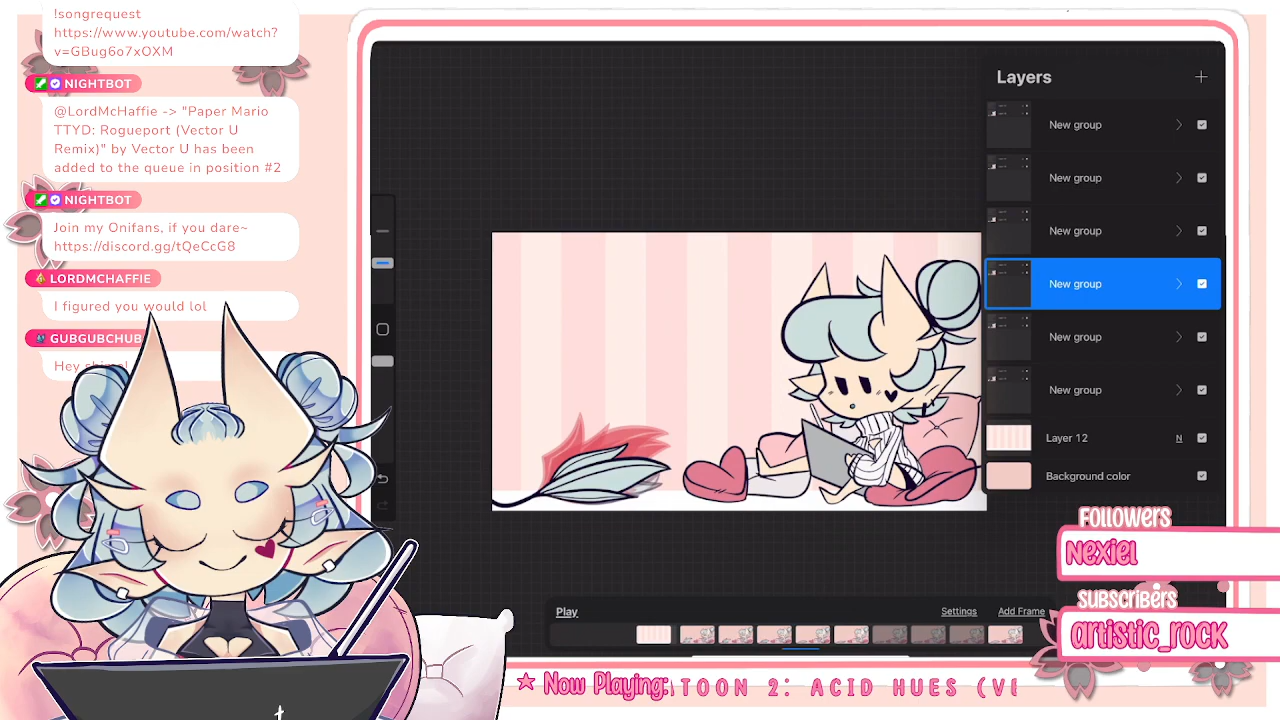 !songrequest
https://www.youtube.com/watch?
v=GBug6o7xOXM
NIGHTBOT
@LordMcHaffie -> "Paper Mario
TTYD: Rogueport (Vector U
Remix)" by Vector U has been
added to the queue in position #2
NIGHTBOT
Join my Onifans, if you dare~
https://discord.gg/tQeCcG8
LORDMCHAFFIE
I figured you would lol
GUBGUBCHUB
Hey
Layers
New group
New group
New group
New group
New group
New group
Layer 12 N
Background color
Play Settings Add Frame
Followers
Nexiel
Subscribers
artistic_rock
Now Playing: TOON 2: ACID HUES (VE